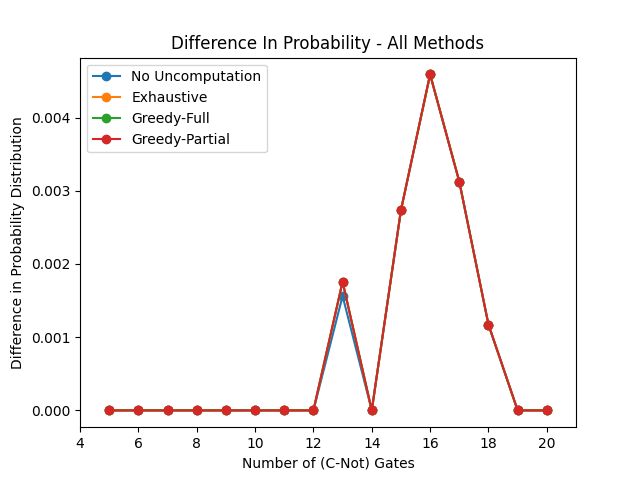 Difference In Probability - All Methods
No Uncomputation
Exhaustive
Greedy-Full
Greedy-Partial
Difference in Probability Distribution
0.004
0.003
0.002
0.001
0.000
4 6 8 10 12 14 16 18 20
Number of (C-Not) Gates